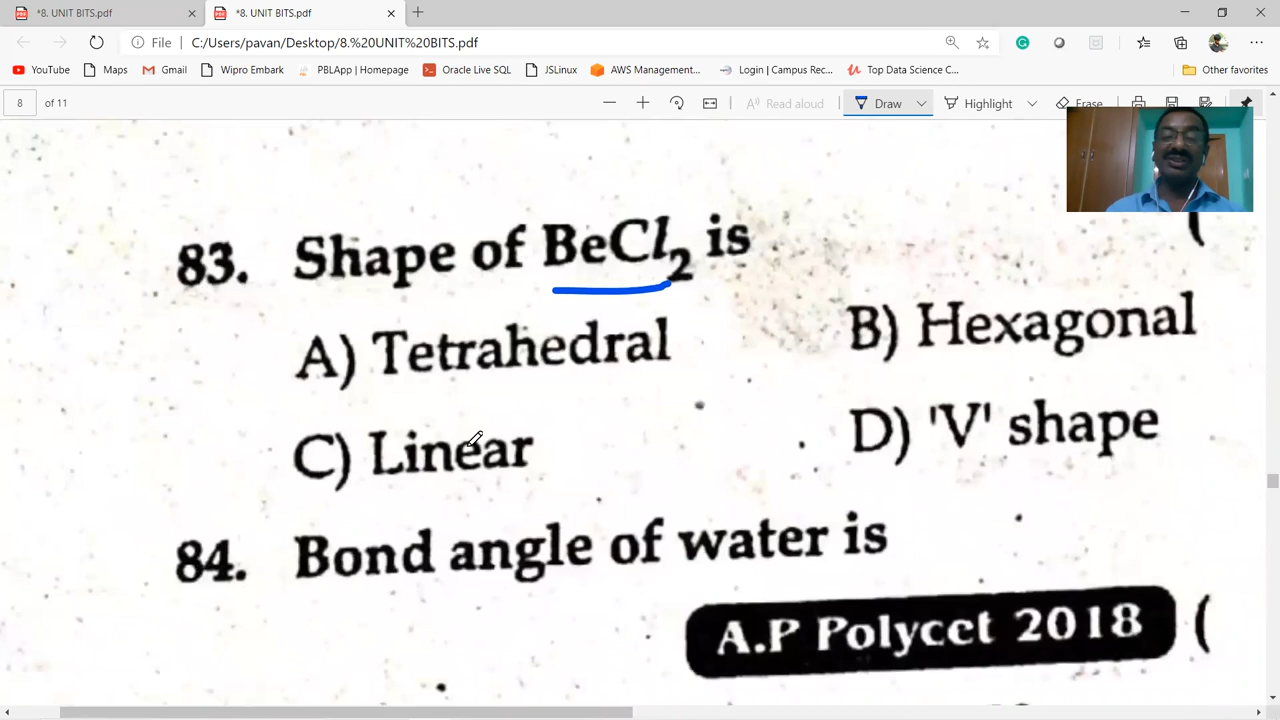 *8. UNIT BITS.pdf
*8. UNIT BITS.pdf
File C:/Users/pavan/Desktop/8.%20UNIT%20BITS.pdf
YouTube Maps Gmail Wipro Embark PBLApp | Homepage Oracle Live SQL JSLinux AWS Management... Login | Campus Rec... Top Data Science C... Other favorites
8 of 11 Read aloud Draw Highlight Erase
83. Shape of BeCl2 is (
A) Tetrahedral B) Hexagonal
C) Linear D) 'V' shape
84. Bond angle of water is
A.P Polycet 2018 (